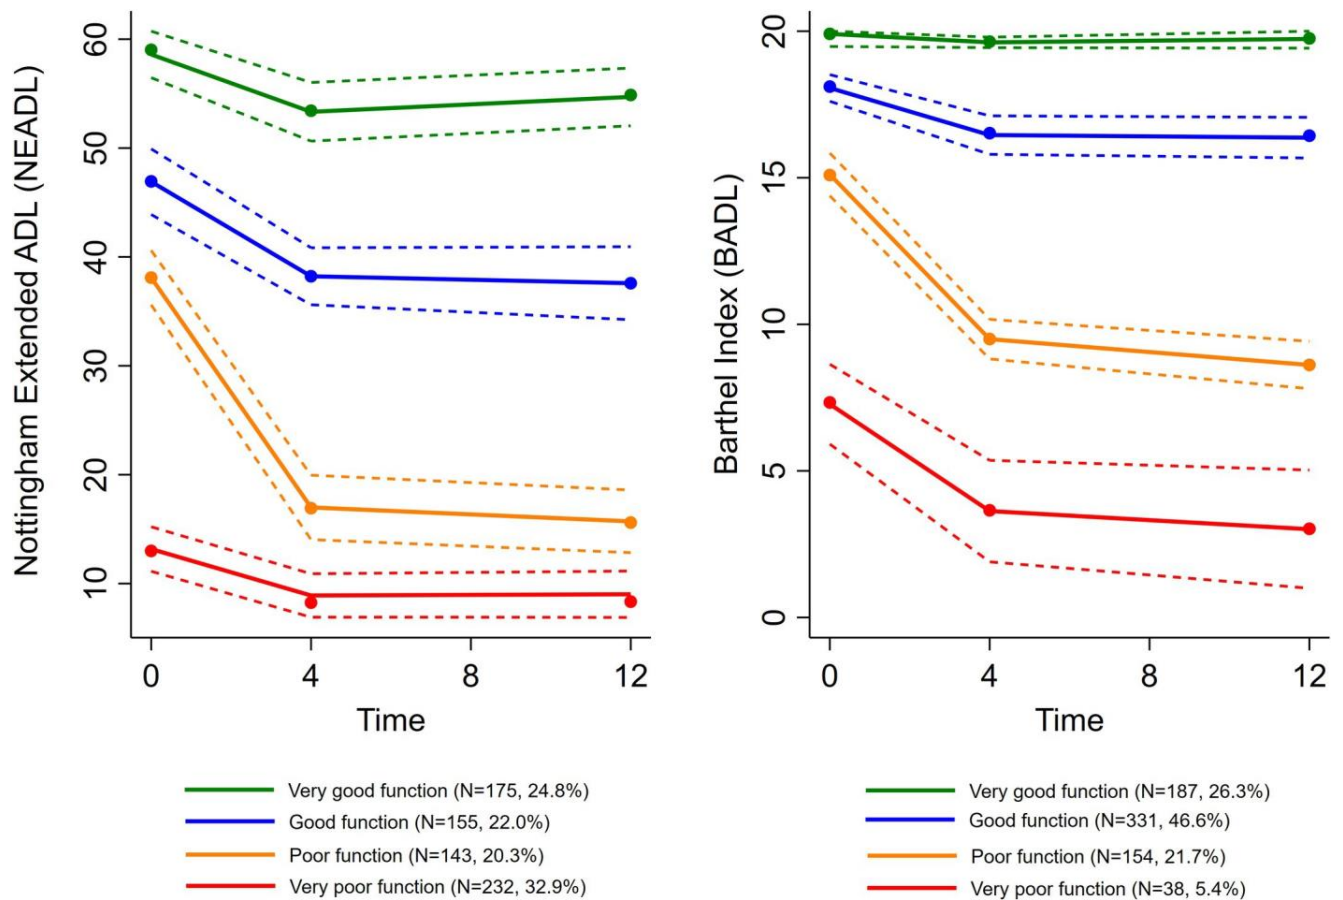 Nottingham Extended ADL (NEADL)
60
50
40
30
20
10
0 4 8 12
Time
Very good function (N=175, 24.8%)
Good function (N=155, 22.0%)
Poor function (N=143, 20.3%)
Very poor function (N=232, 32.9%)
Barthel Index (BADL)
20
15
10
5
0
0 4 8 12
Time
Very good function (N=187, 26.3%)
Good function (N=331, 46.6%)
Poor function (N=154, 21.7%)
Very poor function (N=38, 5.4%)